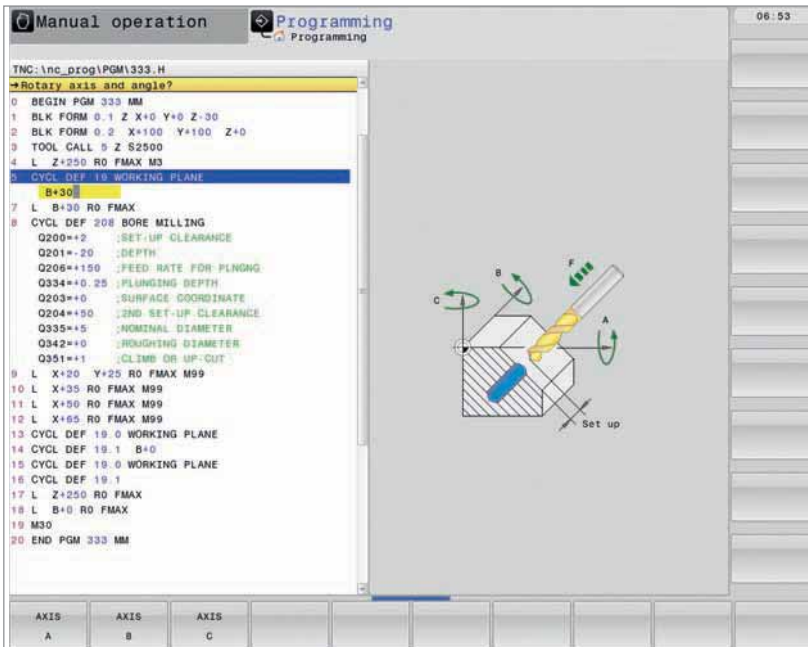 Manual operation
Programming
Programming
06:53
TNC:\nc_prog\PGM\333.H
→Rotary axis and angle?
0 BEGIN PGM 333 MM
1 BLK FORM 0.1 Z X+0 Y+0 Z-30
2 BLK FORM 0.2 X+100 Y+100 Z+0
3 TOOL CALL 5 Z S2500
4 L Z+250 R0 FMAX M3
5 CYCL DEF 19 WORKING PLANE
B+30
7 L B+30 R0 FMAX
8 CYCL DEF 208 BORE MILLING
Q200=+2 ;SET-UP CLEARANCE
Q201=-20 ;DEPTH
Q206=+150 ;FEED RATE FOR PLNGNG
Q334=+0.25 ;PLUNGING DEPTH
Q203=+0 ;SURFACE COORDINATE
Q204=+50 ;2ND SET-UP CLEARANCE
Q335=+5 ;NOMINAL DIAMETER
Q342=+0 ;ROUGHING DIAMETER
Q351=+1 ;CLIMB OR UP-CUT
9 L X+20 Y+25 R0 FMAX M99
10 L X+35 R0 FMAX M99
11 L X+50 R0 FMAX M99
12 L X+65 R0 FMAX M99
13 CYCL DEF 19.0 WORKING PLANE
14 CYCL DEF 19.1 B+0
15 CYCL DEF 19.0 WORKING PLANE
16 CYCL DEF 19.1
17 L Z+250 R0 FMAX
18 L B+0 R0 FMAX
19 M30
20 END PGM 333 MM
F
B
C
A
Set up
AXIS AXIS AXIS
A B C